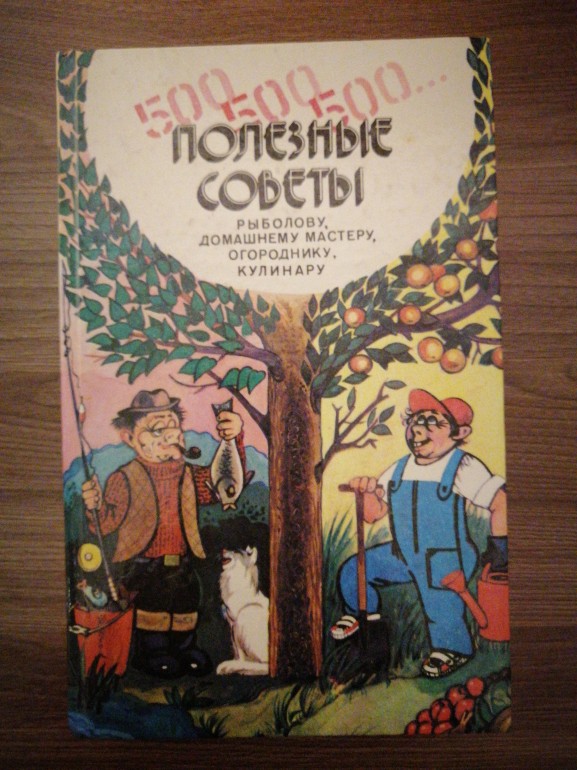 500 500 500...
ПОЛЕЗНЫЕ
СОВЕТЫ
РЫБОЛОВУ,
ДОМАШНЕМУ МАСТЕРУ,
ОГОРОДНИКУ,
КУЛИНАРУ